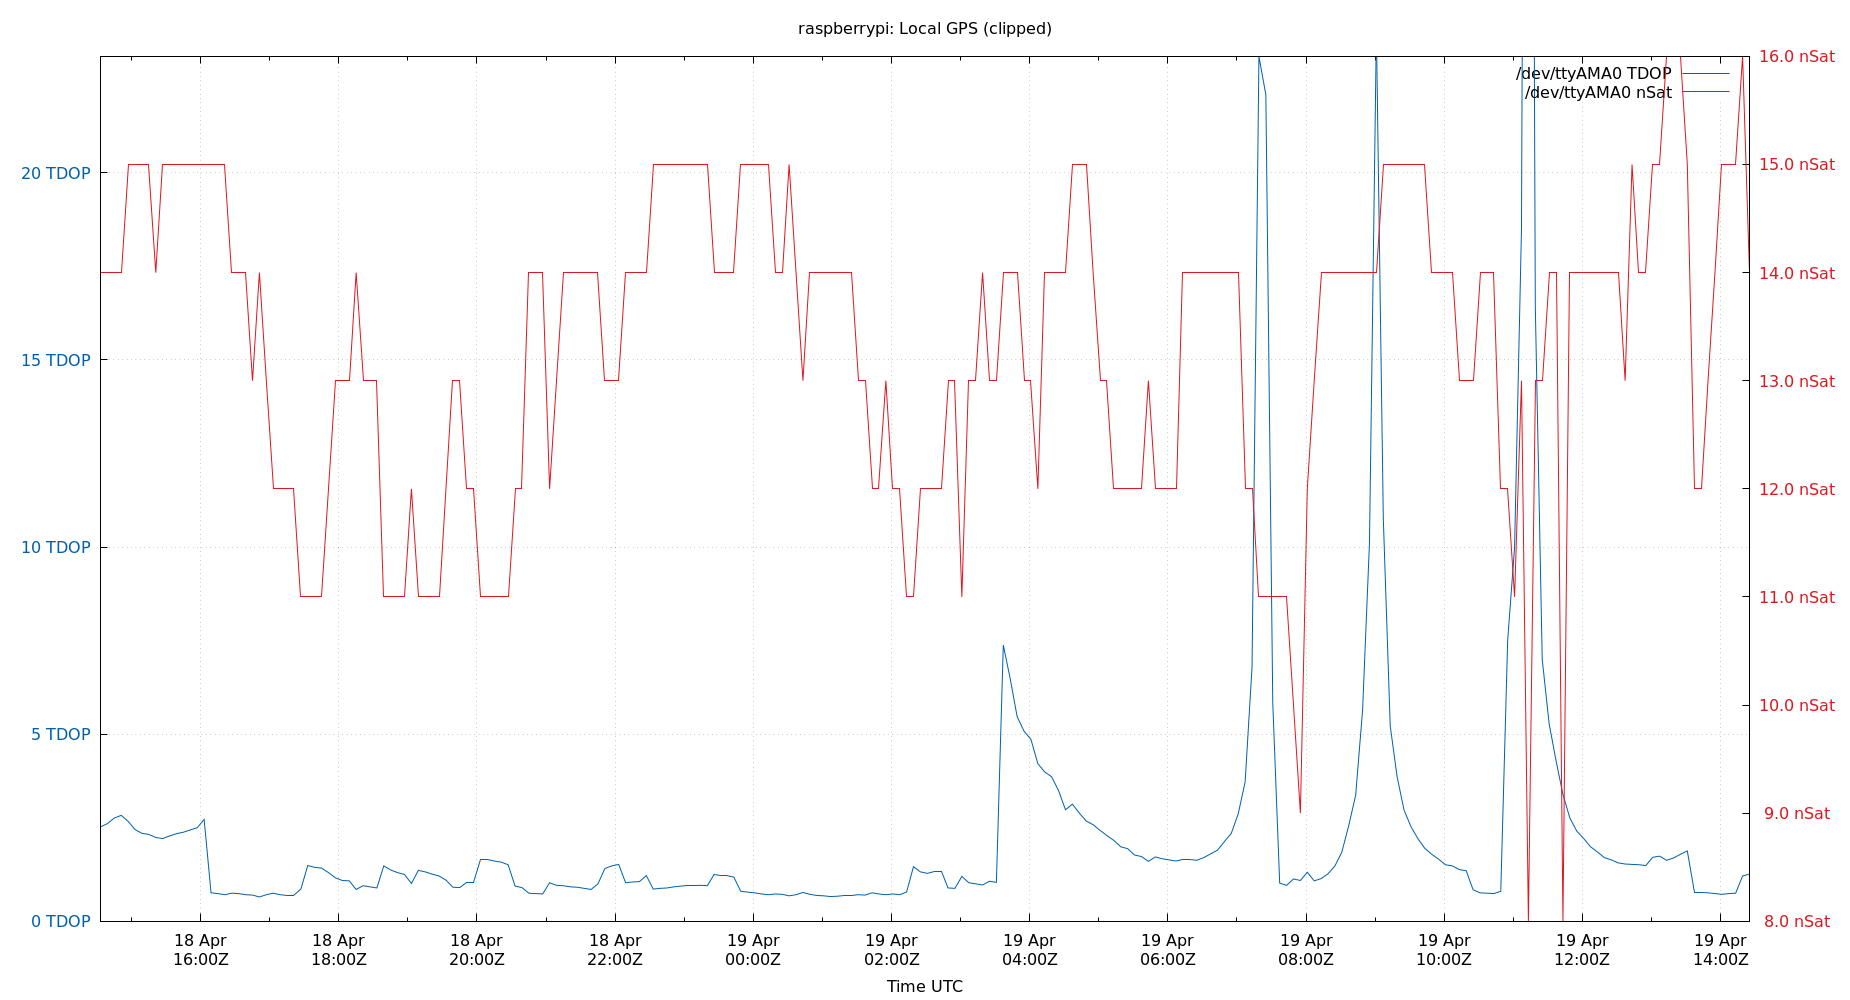 raspberrypi: Local GPS (clipped)
16.0 nSat
/dev/ttyAMA0 TDOP
/dev/ttyAMA0 nSat
15.0 nSat
20 TDOP
14.0 nSat
15 TDOP
13.0 nSat
12.0 nSat
10 TDOP
11.0 nSat
10.0 nSat
5 TDOP
9.0 nSat
0 TDOP
8.0 nSat
18 Apr 18 Apr 18 Apr 18 Apr 19 Apr 19 Apr 19 Apr 19 Apr 19 Apr 19 Apr 19 Apr 19 Apr
16:00Z 18:00Z 20:00Z 22:00Z 00:00Z 02:00Z 04:00Z 06:00Z 08:00Z 10:00Z 12:00Z 14:00Z
Time UTC